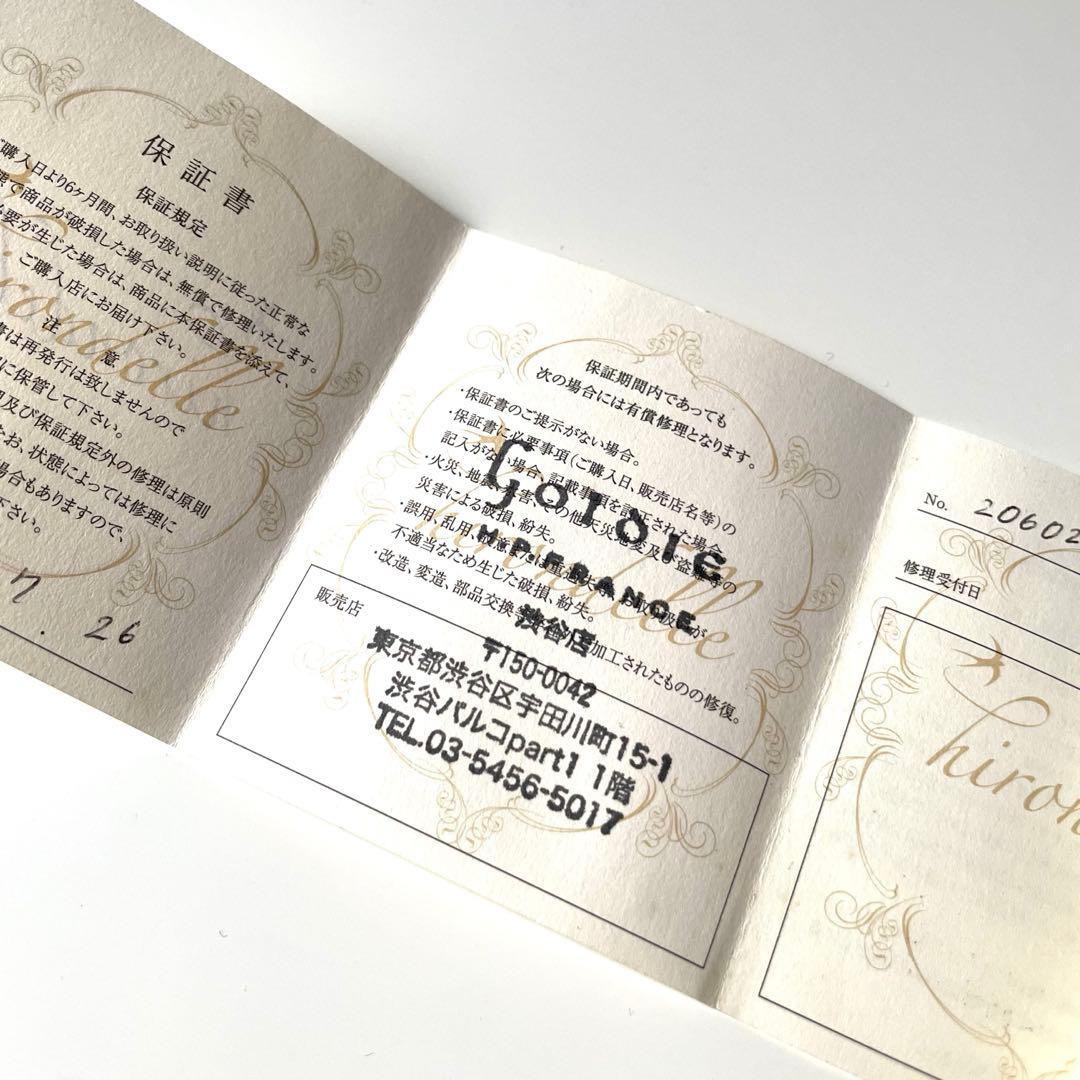 保証書
保証規定
ご購入日より6ヶ月間、お取り扱い説明に従った正常な
態で商品が破損した場合は、無償で修理いたします。
必要が生じた場合は、商品に本保証書を添えて、
ご購入店にお届け下さい。
注意
書は再発行は致しませんので
に保管して下さい。
及び保証規定外の修理は原則
なお、状態によっては修理に
場合もありますので、
下さい。
7 . 26
保証期間内であっても
次の場合には有償修理となります。
・保証書のご提示がない場合。
・保証書に必要事項(ご購入日、販売店名等)の
記入がない場合、記載事項を訂正された場合
・火災、地震、水害、その他天災地変及び盗難等の
災害による破損、紛失。
・誤用、乱用、故意または
不適当なため生じた破損、紛失。
・改造、変造、部品交換
加工されたものの修復。
Goldie
H.P.FRANCE
渋谷店
販売店
〒150-0042
東京都渋谷区宇田川町15-1
渋谷パルコpart1 1階
TEL.03-5456-5017
No. 20602
修理受付日
hiron